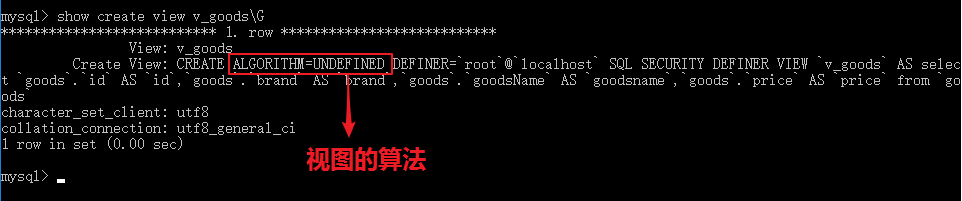 mysql> show create view v_goods\G
*************************** 1. row ***************************
View: v_goods
Create View: CREATE ALGORITHM=UNDEFINED DEFINER=`root`@`localhost` SQL SECURITY DEFINER VIEW `v_goods` AS selec
t `goods`.`id` AS `id`,`goods`.`brand` AS `brand`,`goods`.`goodsName` AS `goodsname`,`goods`.`price` AS `price` from `go
ods`
character_set_client: utf8
collation_connection: utf8_general_ci
1 row in set (0.00 sec)
视图的算法
mysql>